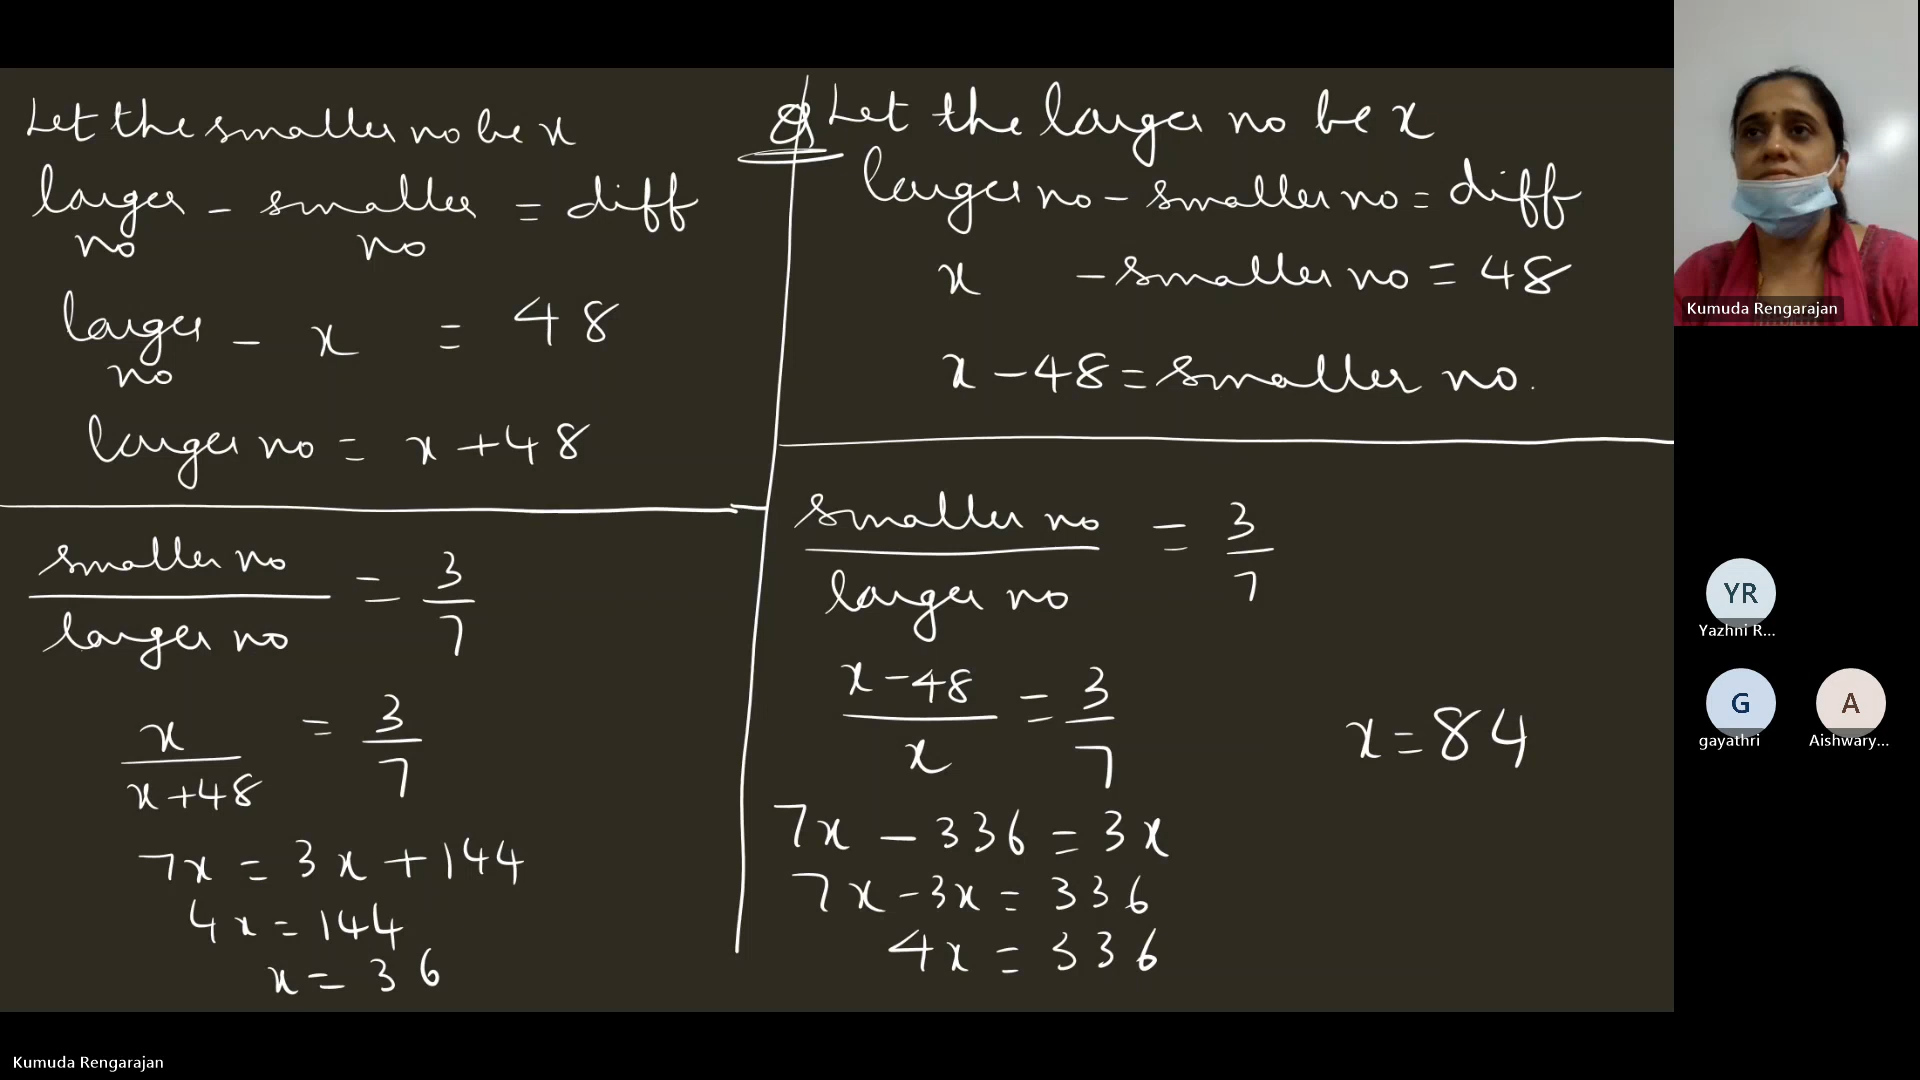 Let the smaller no be x
larger no - smaller no = diff
larger no - x = 48
larger no = x + 48
smaller no / larger no = 3/7
x / x+48 = 3/7
7x = 3x + 144
4x = 144
x = 36
Let the larger no be x
larger no - smaller no = diff
x - smaller no = 48
x - 48 = smaller no.
smaller no / larger no = 3/7
x - 48 / x = 3/7
7x - 336 = 3x
7x - 3x = 336
4x = 336
x = 84
Kumuda Rengarajan
YR
Yazhni R...
G
gayathri
A
Aishwary...
Kumuda Rengarajan